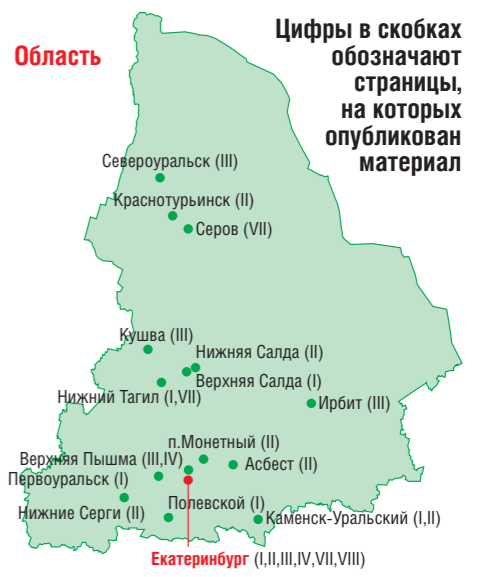 Область
Цифры в скобках
обозначают
страницы,
на которых
опубликован
материал
Североуральск (III)
Краснотурьинск (II)
Серов (VII)
Кушва (III)
Нижняя Салда (II)
Верхняя Салда (I)
Нижний Тагил (I,VII)
Ирбит (III)
п.Монетный (II)
Верхняя Пышма (III,IV)
Асбест (II)
Первоуральск (I)
Полевской (I)
Нижние Серги (II)
Каменск-Уральский (I,II)
Екатеринбург (I,II,III,IV,VII,VIII)